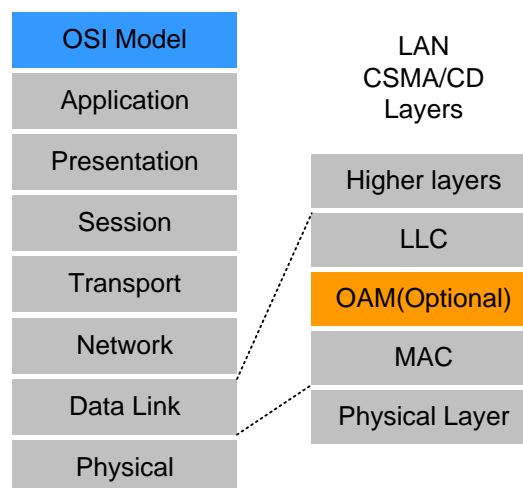 OSI Model
Application
Presentation
Session
Transport
Network
Data Link
Physical
LAN
CSMA/CD
Layers
Higher layers
LLC
OAM(Optional)
MAC
Physical Layer